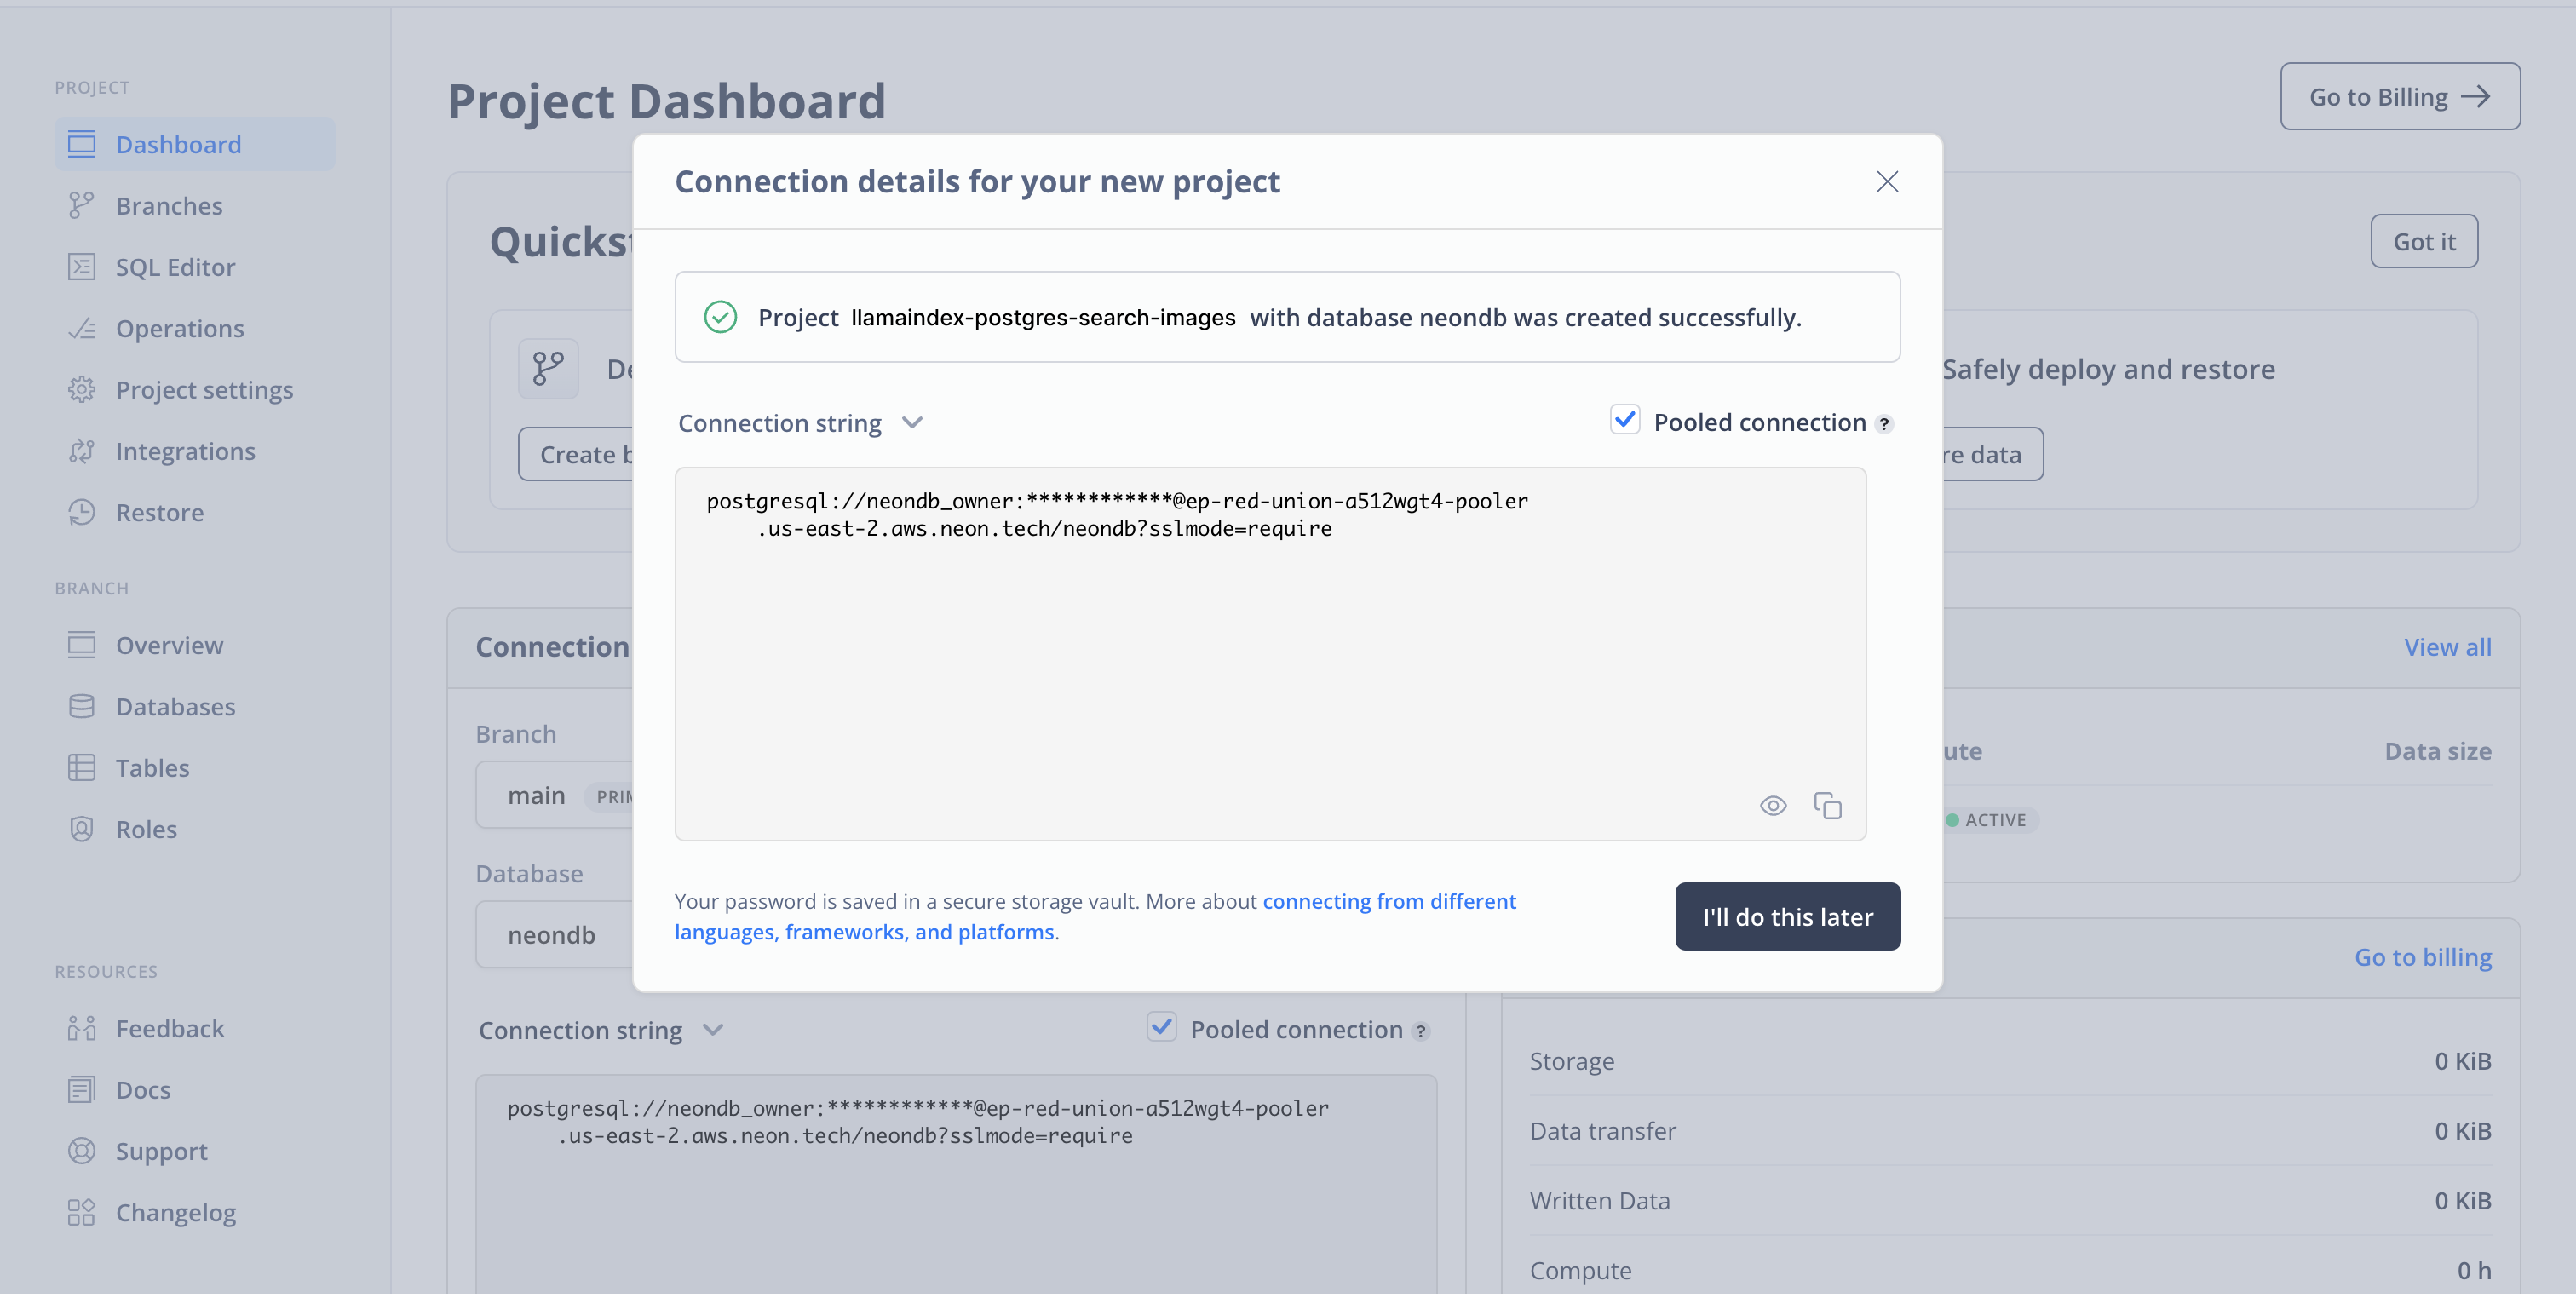 PROJECT
Dashboard
Branches
SQL Editor
Operations
Project settings
Integrations
Restore
BRANCH
Overview
Databases
Tables
Roles
RESOURCES
Feedback
Docs
Support
Changelog
Project Dashboard
Go to Billing
Got it
Safely deploy and restore
Create
data
Connection details for your new project
Project llamaindex-postgres-search-images with database neondb was created successfully.
Connection string
Pooled connection ?
postgresql://neondb_owner:************@ep-red-union-a512wgt4-pooler
.us-east-2.aws.neon.tech/neondb?sslmode=require
Your password is saved in a secure storage vault. More about connecting from different
languages, frameworks, and platforms.
I'll do this later
Connection
View all
Branch
main
Data size
ACTIVE
Database
neondb
Go to billing
Connection string
Pooled connection ?
postgresql://neondb_owner:************@ep-red-union-a512wgt4-pooler
.us-east-2.aws.neon.tech/neondb?sslmode=require
Storage 0 KiB
Data transfer 0 KiB
Written Data 0 KiB
Compute 0 h